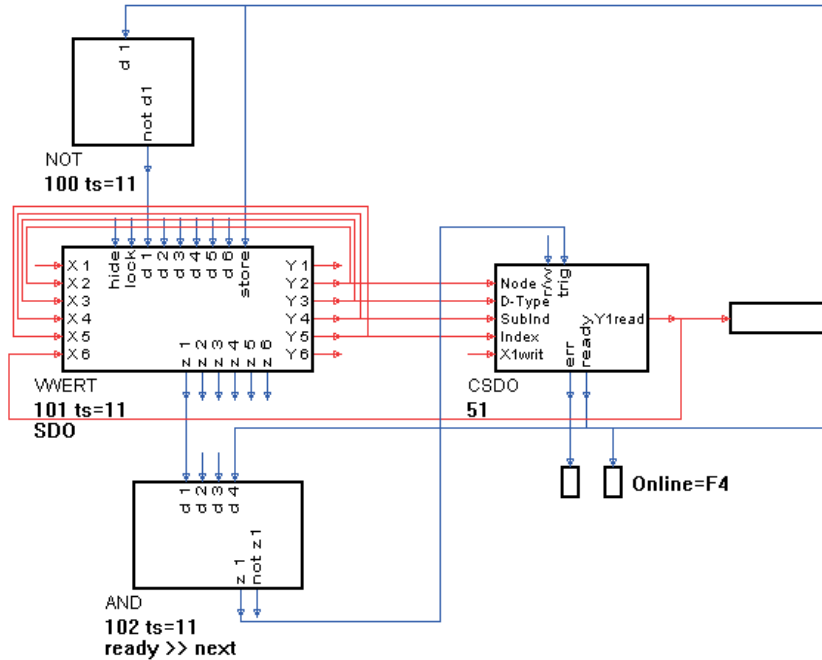 d 1
not d1
NOT
100 ts=11
hide
lock
d 1
d 2
d 3
d 4
d 5
d 6
store
X 1
X 2
X 3
X 4
X 5
X 6
Y 1
Y 2
Y 3
Y 4
Y 5
Y 6
z 1
z 2
z 3
z 4
z 5
z 6
VWERT
101 ts=11
SDO
r/w
trig
Node
D-Type
SubInd
Index
X1writ
Y1read
err
ready
CSDO
51
Online=F4
d 1
d 2
d 3
d 4
z 1
not z1
AND
102 ts=11
ready >> next